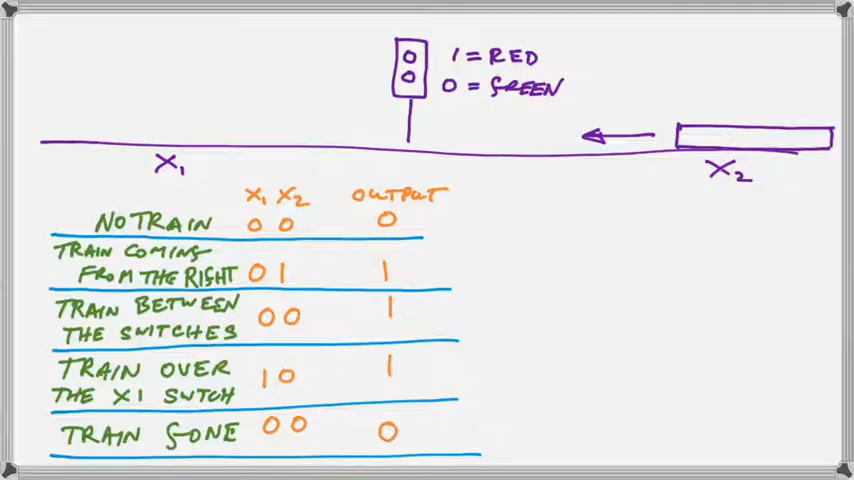 1 = RED
0 = GREEN
X1
X2
X1 X2 OUTPUT
NO TRAIN 0 0 0
TRAIN COMING
FROM THE RIGHT 0 1 1
TRAIN BETWEEN
THE SWITCHES 0 0 1
TRAIN OVER
THE X1 SWTCH 1 0 1
TRAIN GONE 0 0 0